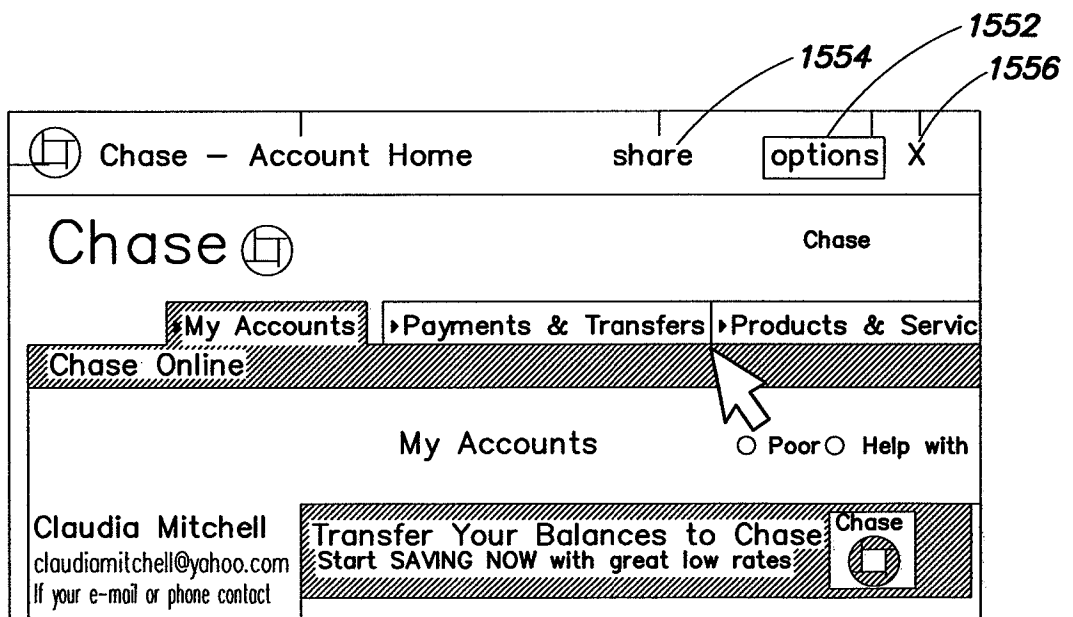 1552
1554
1556
Chase – Account Home share options X
Chase Chase
My Accounts Payments & Transfers Products & Servic
Chase Online
My Accounts Poor Help with
Claudia Mitchell
claudiamitchell@yahoo.com
If your e-mail or phone contact
Transfer Your Balances to Chase
Start SAVING NOW with great low rates
Chase